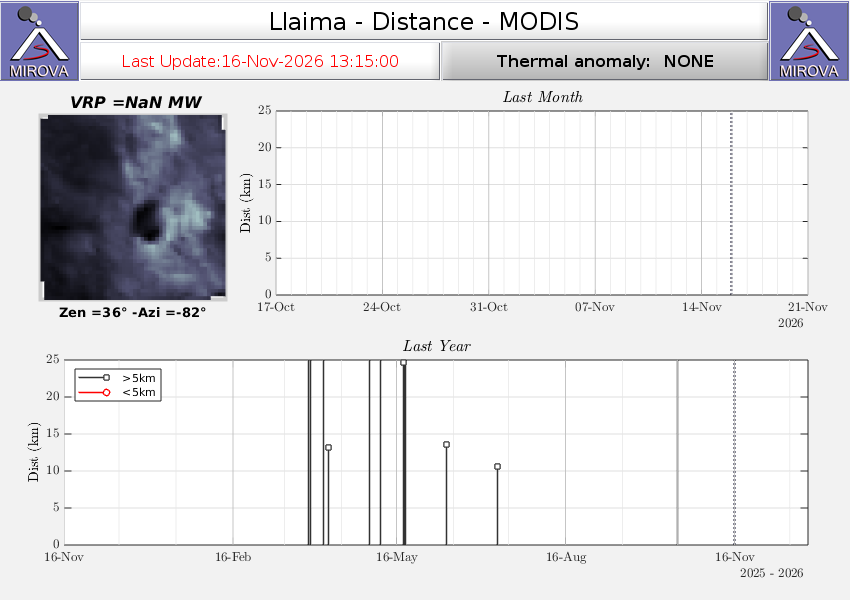 Llaima - Distance - MODIS
MIROVA
Last Update:16-Nov-2026 13:15:00
Thermal anomaly: NONE
MIROVA
VRP =NaN MW
Zen =36° -Azi =-82°
Last Month
Dist (km)
25
20
15
10
5
0
17-Oct 24-Oct 31-Oct 07-Nov 14-Nov 21-Nov
2026
Last Year
Dist (km)
25
20
15
10
5
0
>5km
<5km
16-Nov 16-Feb 16-May 16-Aug 16-Nov
2025 - 2026